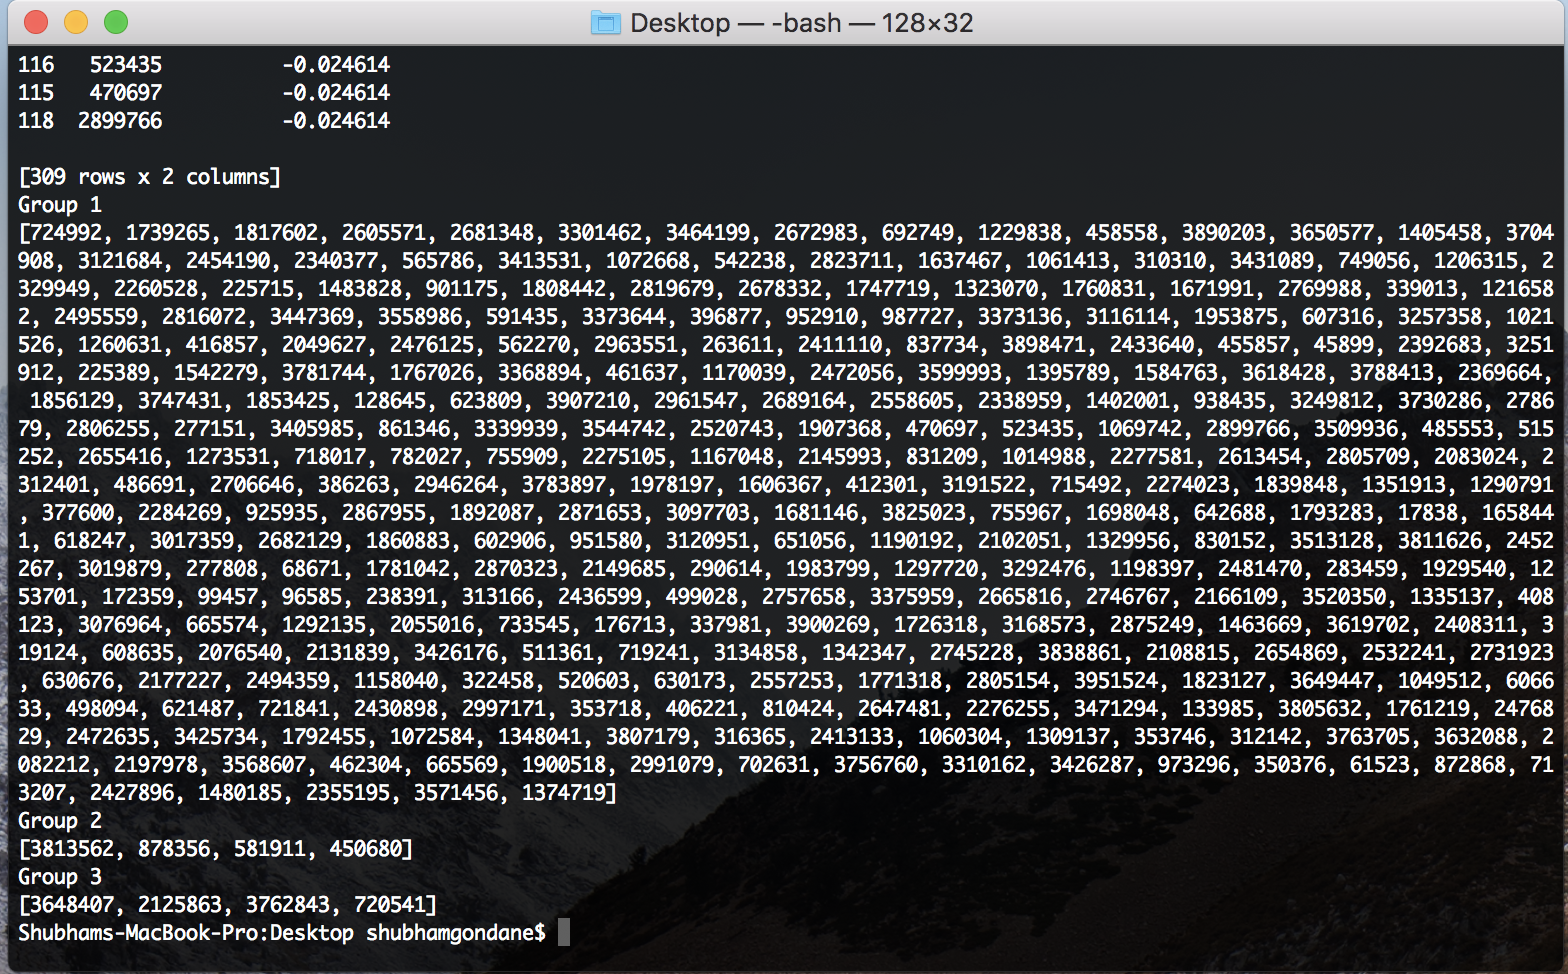 Desktop — -bash — 128×32
116   523435          -0.024614
115   470697          -0.024614
118  2899766          -0.024614
[309 rows x 2 columns]
Group 1
[724992, 1739265, 1817602, 2605571, 2681348, 3301462, 3464199, 2672983, 692749, 1229838, 458558, 3890203, 3650577, 1405458, 3704
908, 3121684, 2454190, 2340377, 565786, 3413531, 1072668, 542238, 2823711, 1637467, 1061413, 310310, 3431089, 749056, 1206315, 2
329949, 2260528, 225715, 1483828, 901175, 1808442, 2819679, 2678332, 1747719, 1323070, 1760831, 1671991, 2769988, 339013, 121658
2, 2495559, 2816072, 3447369, 3558986, 591435, 3373644, 396877, 952910, 987727, 3373136, 3116114, 1953875, 607316, 3257358, 1021
526, 1260631, 416857, 2049627, 2476125, 562270, 2963551, 263611, 2411110, 837734, 3898471, 2433640, 455857, 45899, 2392683, 3251
912, 225389, 1542279, 3781744, 1767026, 3368894, 461637, 1170039, 2472056, 3599993, 1395789, 1584763, 3618428, 3788413, 2369664,
 1856129, 3747431, 1853425, 128645, 623809, 3907210, 2961547, 2689164, 2558605, 2338959, 1402001, 938435, 3249812, 3730286, 2786
79, 2806255, 277151, 3405985, 861346, 3339939, 3544742, 2520743, 1907368, 470697, 523435, 1069742, 2899766, 3509936, 485553, 515
252, 2655416, 1273531, 718017, 782027, 755909, 2275105, 1167048, 2145993, 831209, 1014988, 2277581, 2613454, 2805709, 2083024, 2
312401, 486691, 2706646, 386263, 2946264, 3783897, 1978197, 1606367, 412301, 3191522, 715492, 2274023, 1839848, 1351913, 1290791
, 377600, 2284269, 925935, 2867955, 1892087, 2871653, 3097703, 1681146, 3825023, 755967, 1698048, 642688, 1793283, 17838, 165844
1, 618247, 3017359, 2682129, 1860883, 602906, 951580, 3120951, 651056, 1190192, 2102051, 1329956, 830152, 3513128, 3811626, 2452
267, 3019879, 277808, 68671, 1781042, 2870323, 2149685, 290614, 1983799, 1297720, 3292476, 1198397, 2481470, 283459, 1929540, 12
53701, 172359, 99457, 96585, 238391, 313166, 2436599, 499028, 2757658, 3375959, 2665816, 2746767, 2166109, 3520350, 1335137, 408
123, 3076964, 665574, 1292135, 2055016, 733545, 176713, 337981, 3900269, 1726318, 3168573, 2875249, 1463669, 3619702, 2408311, 3
19124, 608635, 2076540, 2131839, 3426176, 511361, 719241, 3134858, 1342347, 2745228, 3838861, 2108815, 2654869, 2532241, 2731923
, 630676, 2177227, 2494359, 1158040, 322458, 520603, 630173, 2557253, 1771318, 2805154, 3951524, 1823127, 3649447, 1049512, 6066
33, 498094, 621487, 721841, 2430898, 2997171, 353718, 406221, 810424, 2647481, 2276255, 3471294, 133985, 3805632, 1761219, 24768
29, 2472635, 3425734, 1792455, 1072584, 1348041, 3807179, 316365, 2413133, 1060304, 1309137, 353746, 312142, 3763705, 3632088, 2
082212, 2197978, 3568607, 462304, 665569, 1900518, 2991079, 702631, 3756760, 3310162, 3426287, 973296, 350376, 61523, 872868, 71
3207, 2427896, 1480185, 2355195, 3571456, 1374719]
Group 2
[3813562, 878356, 581911, 450680]
Group 3
[3648407, 2125863, 3762843, 720541]
Shubhams-MacBook-Pro:Desktop shubhamgondane$